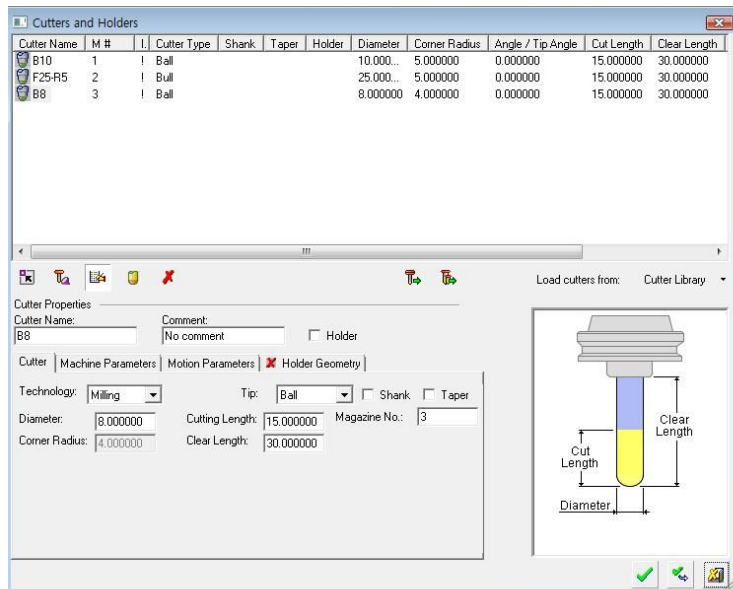 Cutters and Holders
Cutter Name M # I. Cutter Type Shank Taper Holder Diameter Corner Radius Angle / Tip Angle Cut Length Clear Length
B10 1 ! Ball 10.000... 5.000000 0.000000 15.000000 30.000000
F25-R5 2 ! Bull 25.000... 5.000000 0.000000 15.000000 30.000000
B8 3 ! Ball 8.000000 4.000000 0.000000 15.000000 30.000000
Load cutters from: Cutter Library
Cutter Properties
Cutter Name: Comment:
B8 No comment Holder
Cutter Machine Parameters Motion Parameters Holder Geometry
Technology: Milling Tip: Ball Shank Taper
Diameter: 8.000000 Cutting Length: 15.000000 Magazine No.: 3
Corner Radius: 4.000000 Clear Length: 30.000000
Clear
Length
Cut
Length
Diameter